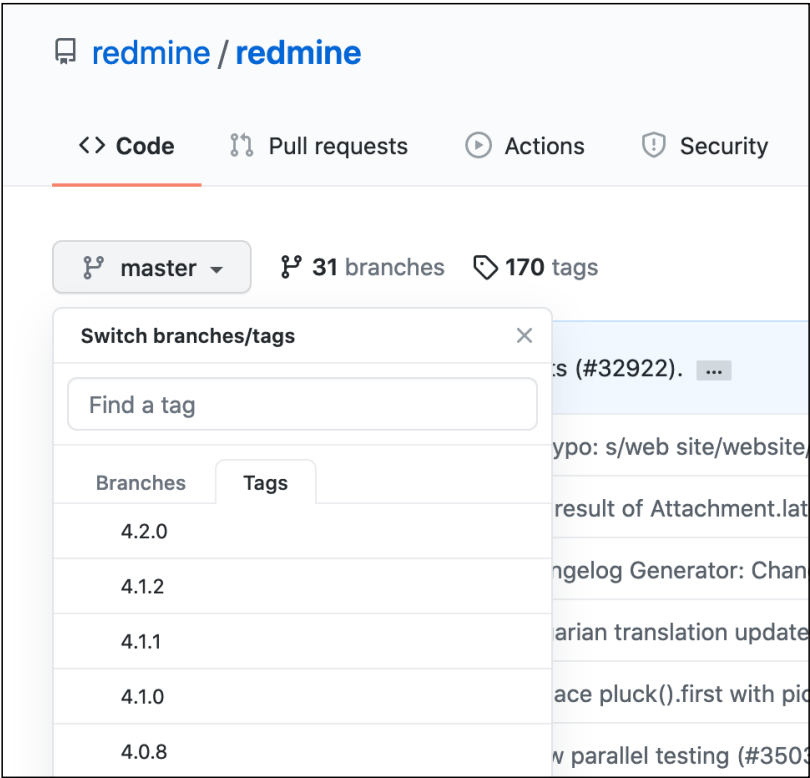 redmine / redmine
Code Pull requests Actions Security
master 31 branches 170 tags
Switch branches/tags
(#32922). ...
Find a tag
ypo: s/web site/website/
Branches Tags
result of Attachment.lat
4.2.0
ngelog Generator: Chan
4.1.2
arian translation update
4.1.1
ace pluck().first with pic
4.1.0
parallel testing (#3503
4.0.8